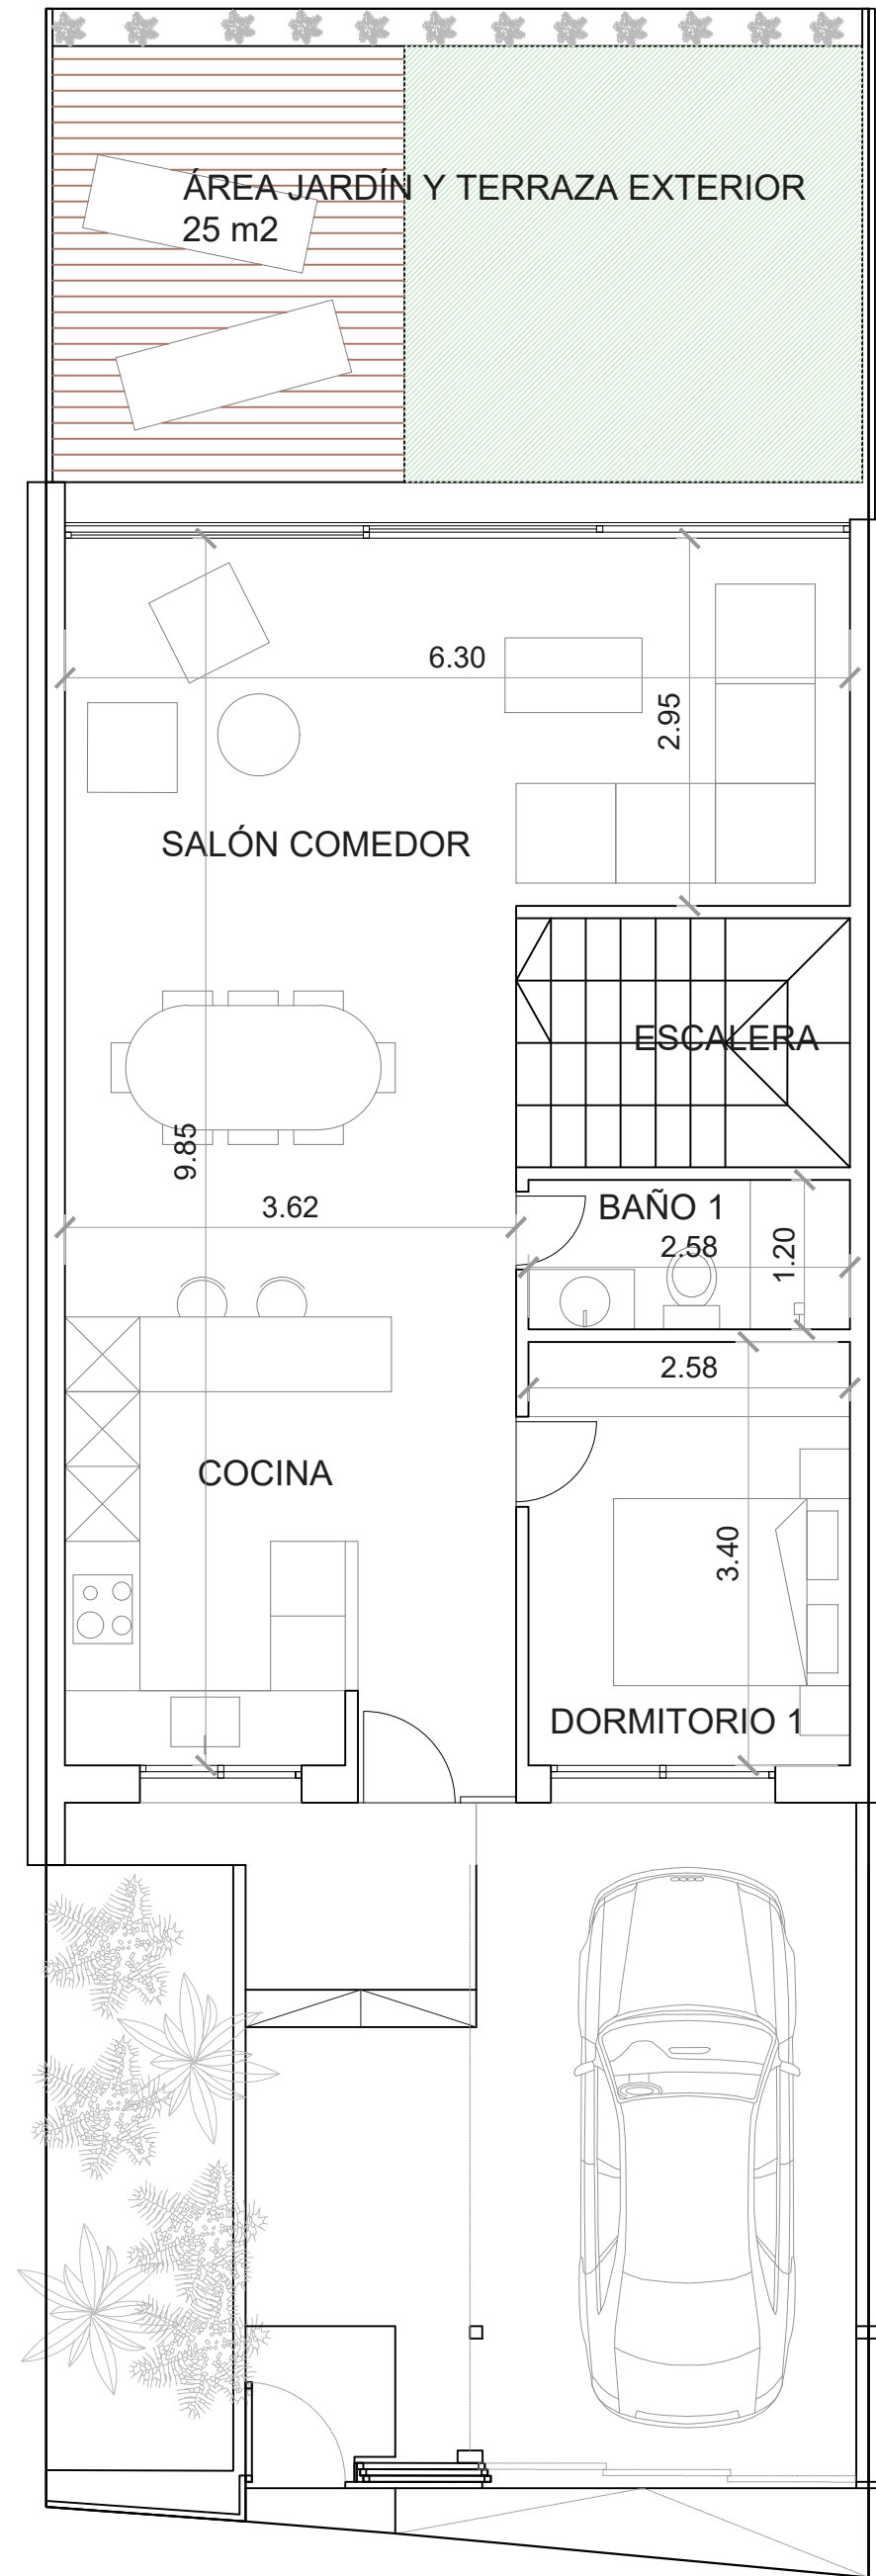 ÁREA JARDÍN Y TERRAZA EXTERIOR
25 m2
6.30
2.95
SALÓN COMEDOR
ESCALERA
9.85
3.62
BAÑO 1
2.58
1.20
2.58
COCINA
3.40
DORMITORIO 1